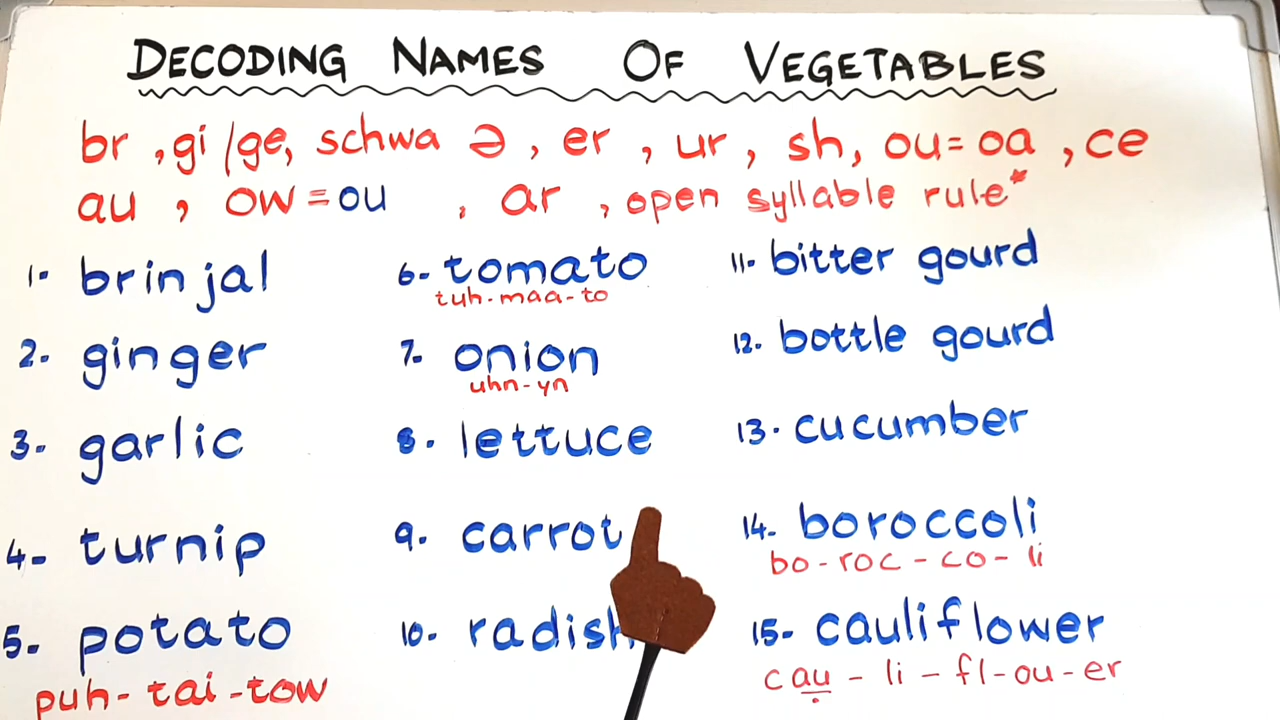 DECODING NAMES OF VEGETABLES
br , gi /ge, schwa ə , er , ur , sh, ou= oa , ce
au , ow = ou , ar , open syllable rule*
1- brinjal
2- ginger
3- garlic
4- turnip
5- potato
puh - tai - tow
6- tomato
tuh - maa - to
7- onion
uhn - yn
8- lettuce
9- carrot
10- radish
11- bitter gourd
12- bottle gourd
13- cucumber
14- boroccoli
bo - roc - co - li
15- cauliflower
cau - li - fl - ou - er